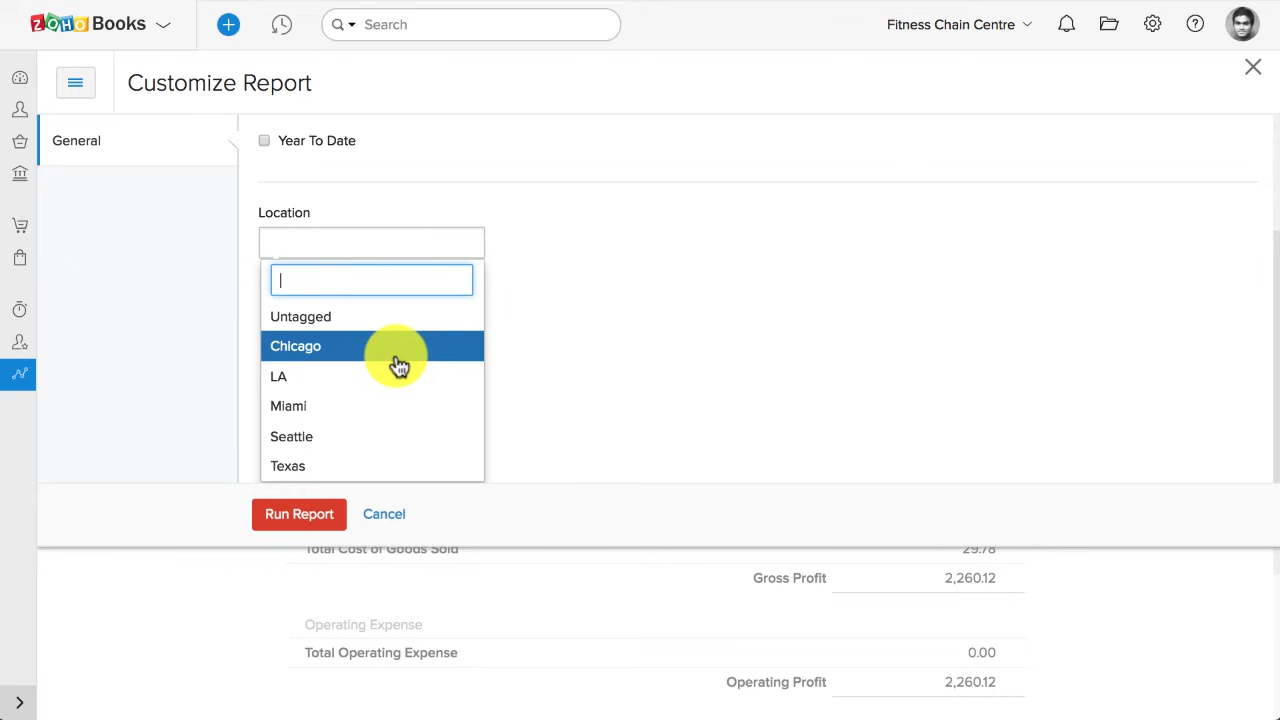 ZOHO Books
Search
Fitness Chain Centre
Customize Report
General
Year To Date
Location
Untagged
Chicago
LA
Miami
Seattle
Texas
Run Report Cancel
Total Cost of Goods Sold 29.78
Gross Profit 2,260.12
Operating Expense
Total Operating Expense 0.00
Operating Profit 2,260.12